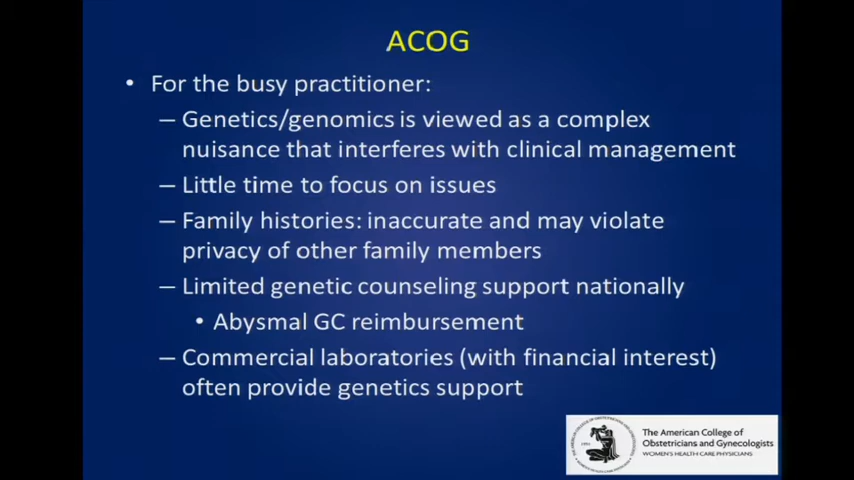 ACOG
• For the busy practitioner:
– Genetics/genomics is viewed as a complex
nuisance that interferes with clinical management
– Little time to focus on issues
– Family histories: inaccurate and may violate
privacy of other family members
– Limited genetic counseling support nationally
• Abysmal GC reimbursement
– Commercial laboratories (with financial interest)
often provide genetics support
The American College of
Obstetricians and Gynecologists
WOMEN'S HEALTH CARE PHYSICIANS